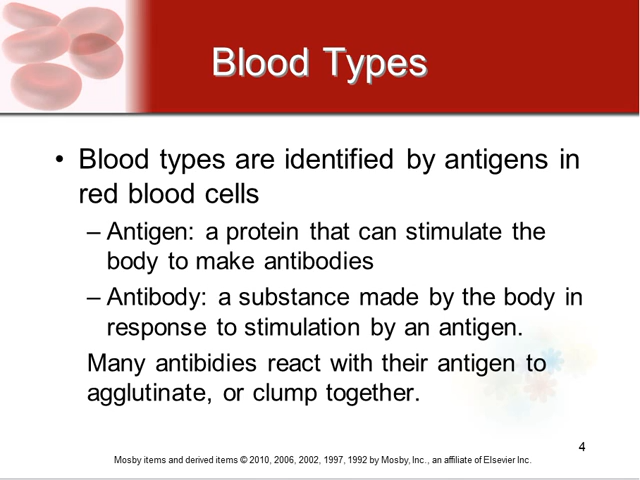 Blood Types
• Blood types are identified by antigens in
red blood cells
– Antigen: a protein that can stimulate the
body to make antibodies
– Antibody: a substance made by the body in
response to stimulation by an antigen.
Many antibidies react with their antigen to
agglutinate, or clump together.
4
Mosby items and derived items © 2010, 2006, 2002, 1997, 1992 by Mosby, Inc., an affiliate of Elsevier Inc.